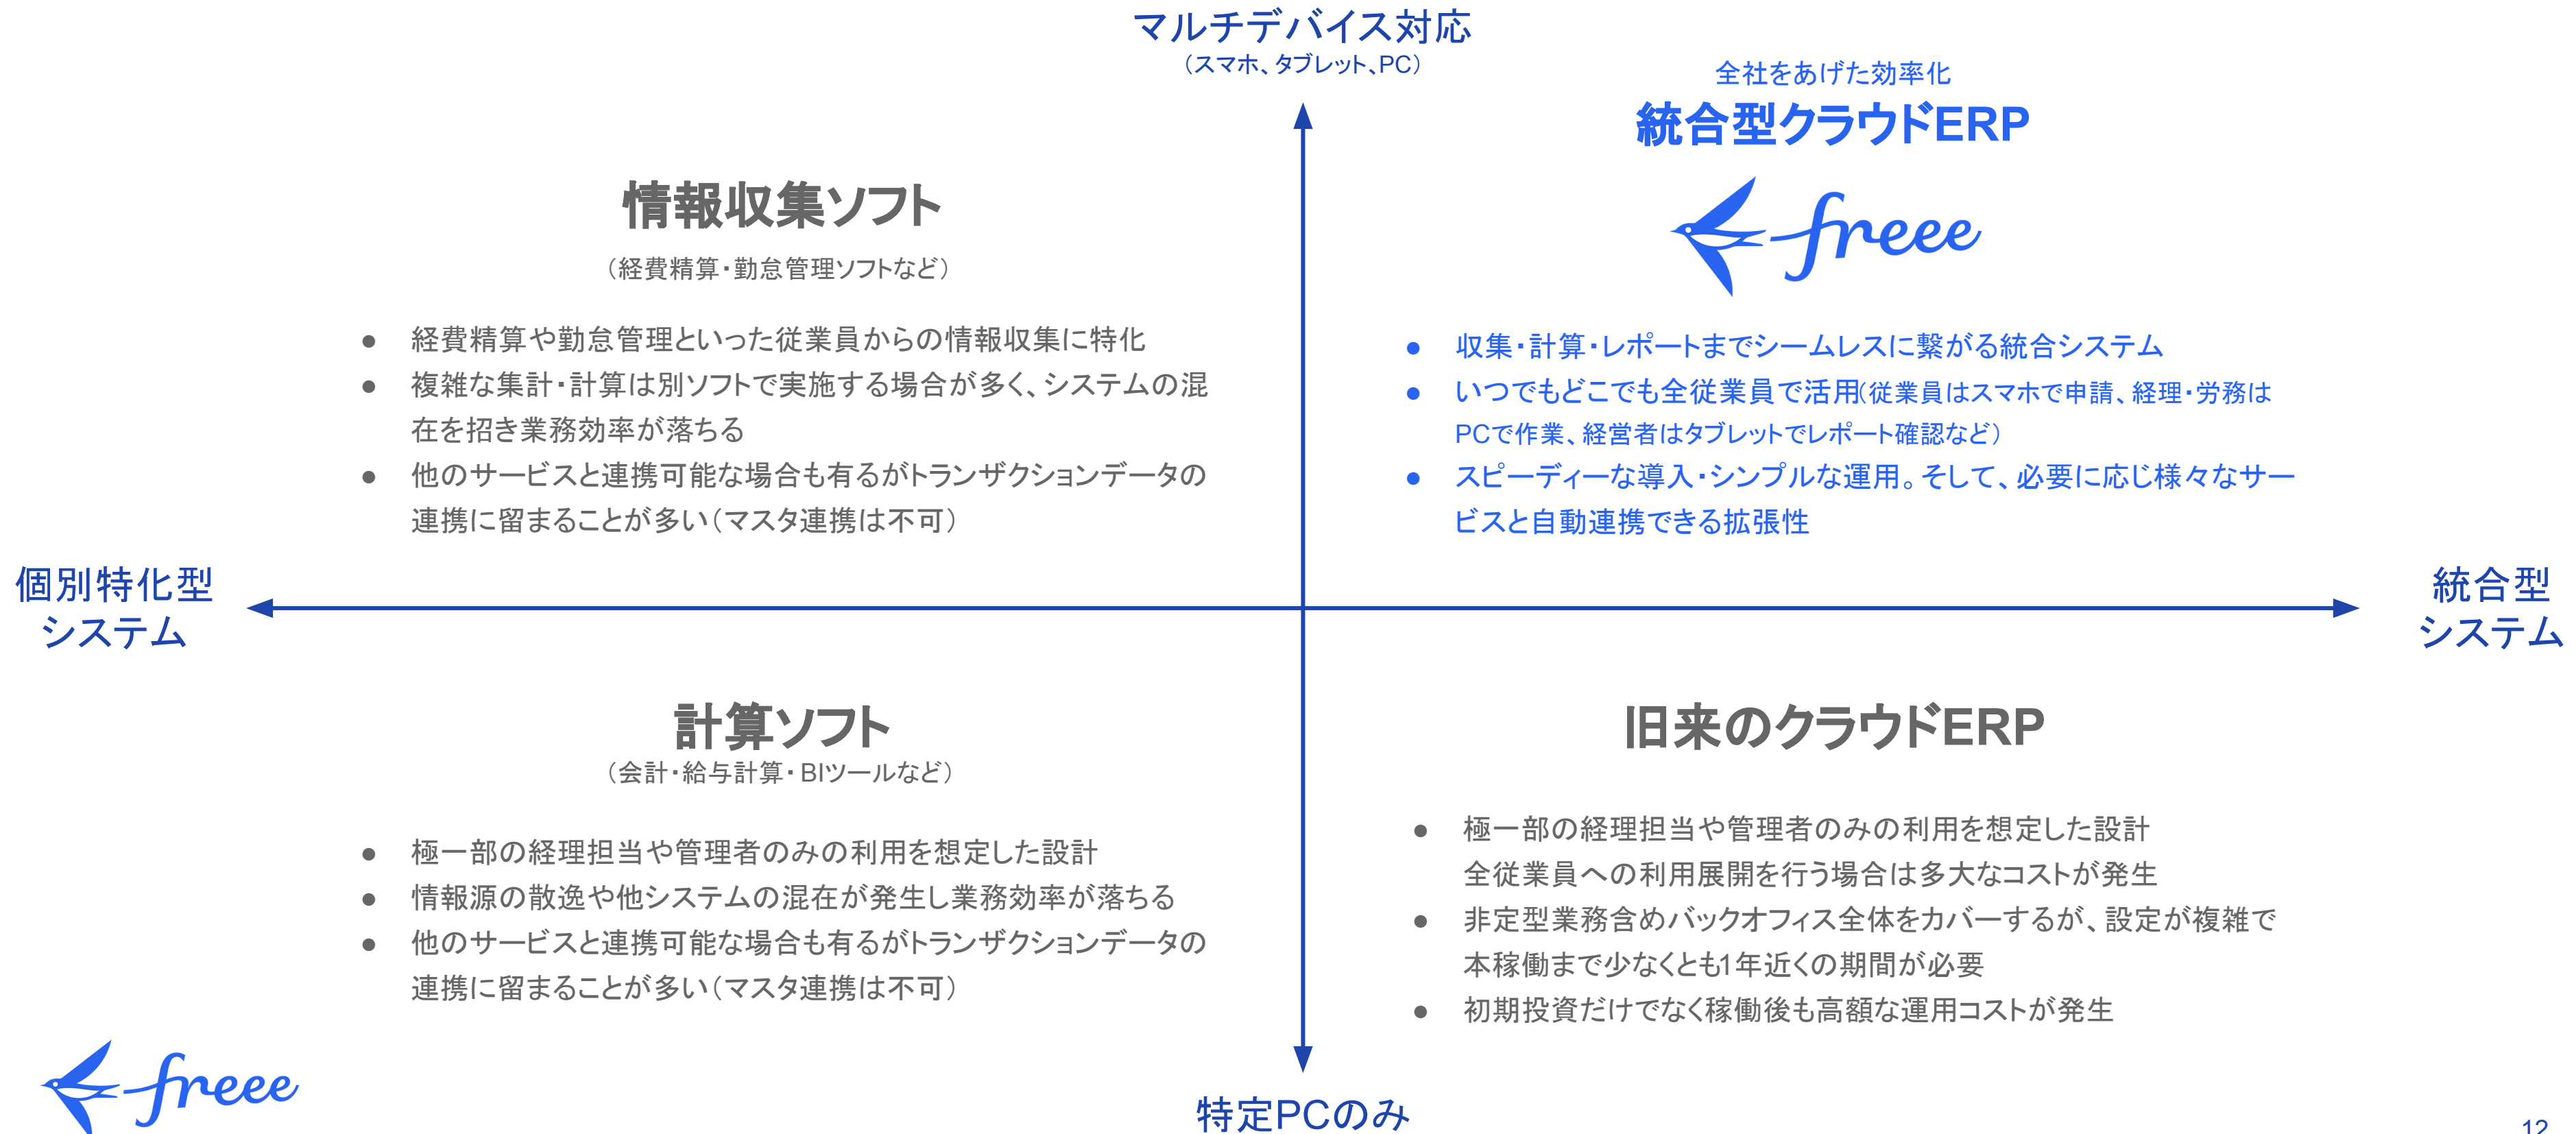 マルチデバイス対応
（スマホ、タブレット、PC）
全社をあげた効率化
統合型クラウドERP
freee
情報収集ソフト
（経費精算・勤怠管理ソフトなど）
● 経費精算や勤怠管理といった従業員からの情報収集に特化
● 複雑な集計・計算は別ソフトで実施する場合が多く、システムの混
在を招き業務効率が落ちる
● 他のサービスと連携可能な場合も有るがトランザクションデータの
連携に留まることが多い（マスタ連携は不可）
● 収集・計算・レポートまでシームレスに繋がる統合システム
● いつでもどこでも全従業員で活用(従業員はスマホで申請、経理・労務は
PCで作業、経営者はタブレットでレポート確認など）
● スピーディーな導入・シンプルな運用。そして、必要に応じ様々なサー
ビスと自動連携できる拡張性
個別特化型
システム
統合型
システム
計算ソフト
（会計・給与計算・BIツールなど）
● 極一部の経理担当や管理者のみの利用を想定した設計
● 情報源の散逸や他システムの混在が発生し業務効率が落ちる
● 他のサービスと連携可能な場合も有るがトランザクションデータの
連携に留まることが多い（マスタ連携は不可）
旧来のクラウドERP
● 極一部の経理担当や管理者のみの利用を想定した設計
全従業員への利用展開を行う場合は多大なコストが発生
● 非定型業務含めバックオフィス全体をカバーするが、設定が複雑で
本稼働まで少なくとも1年近くの期間が必要
● 初期投資だけでなく稼働後も高額な運用コストが発生
freee
特定PCのみ
12